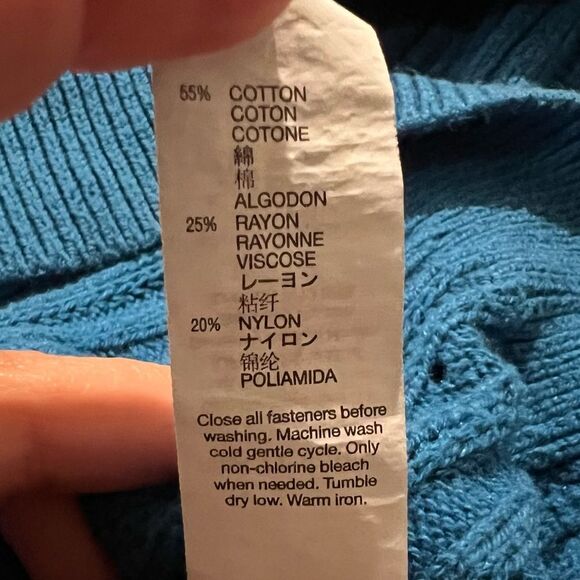 55% COTTON
COTON
COTONE
綿
棉
ALGODON
25% RAYON
RAYONNE
VISCOSE
レーヨン
粘纤
20% NYLON
ナイロン
锦纶
POLIAMIDA
Close all fasteners before
washing. Machine wash
cold gentle cycle. Only
non-chlorine bleach
when needed. Tumble
dry low. Warm iron.